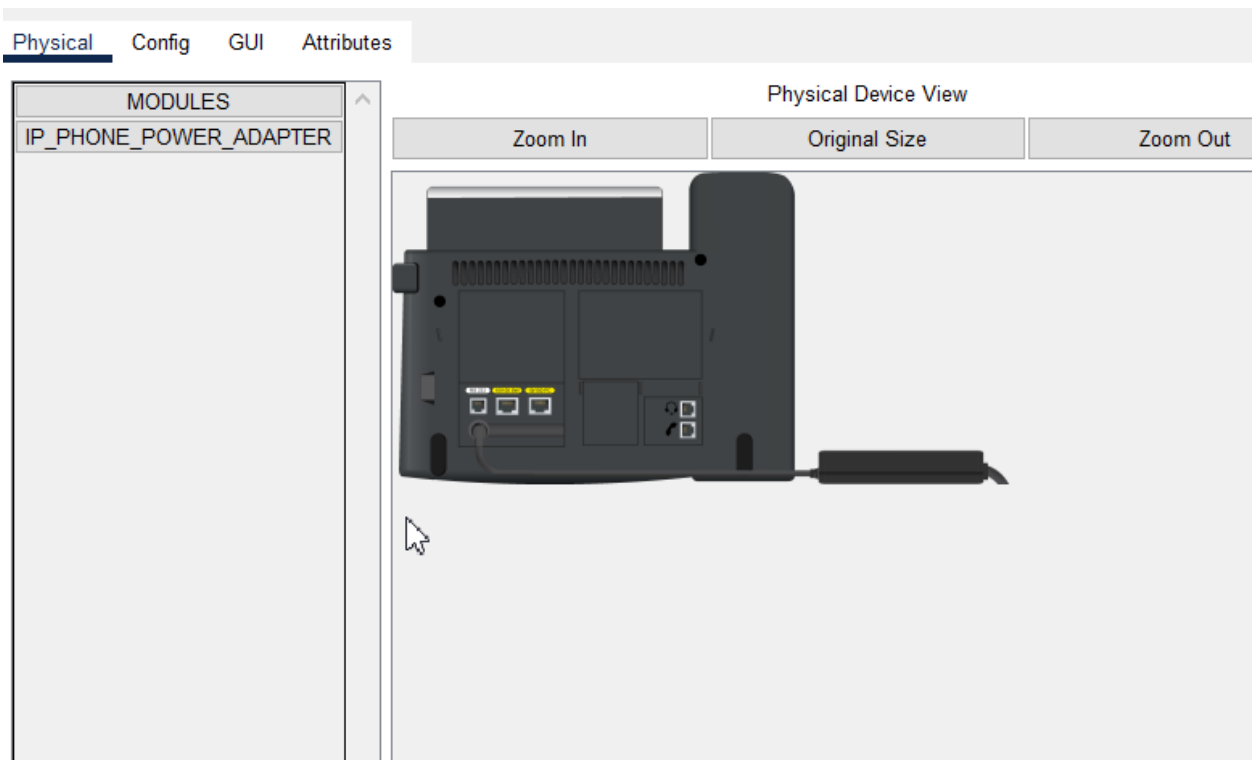 Physical Config GUI Attributes
MODULES
IP_PHONE_POWER_ADAPTER
Physical Device View
Zoom In Original Size Zoom Out